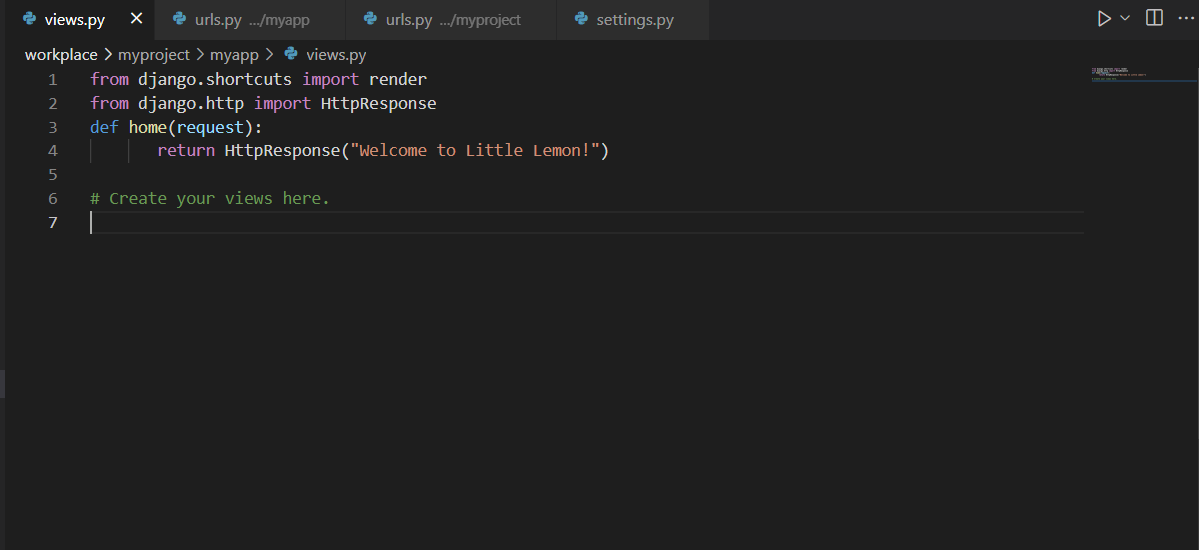 views.py urls.py .../myapp urls.py .../myproject settings.py
workplace > myproject > myapp > views.py
1 from django.shortcuts import render
2 from django.http import HttpResponse
3 def home(request):
4 return HttpResponse("Welcome to Little Lemon!")
5
6 # Create your views here.
7